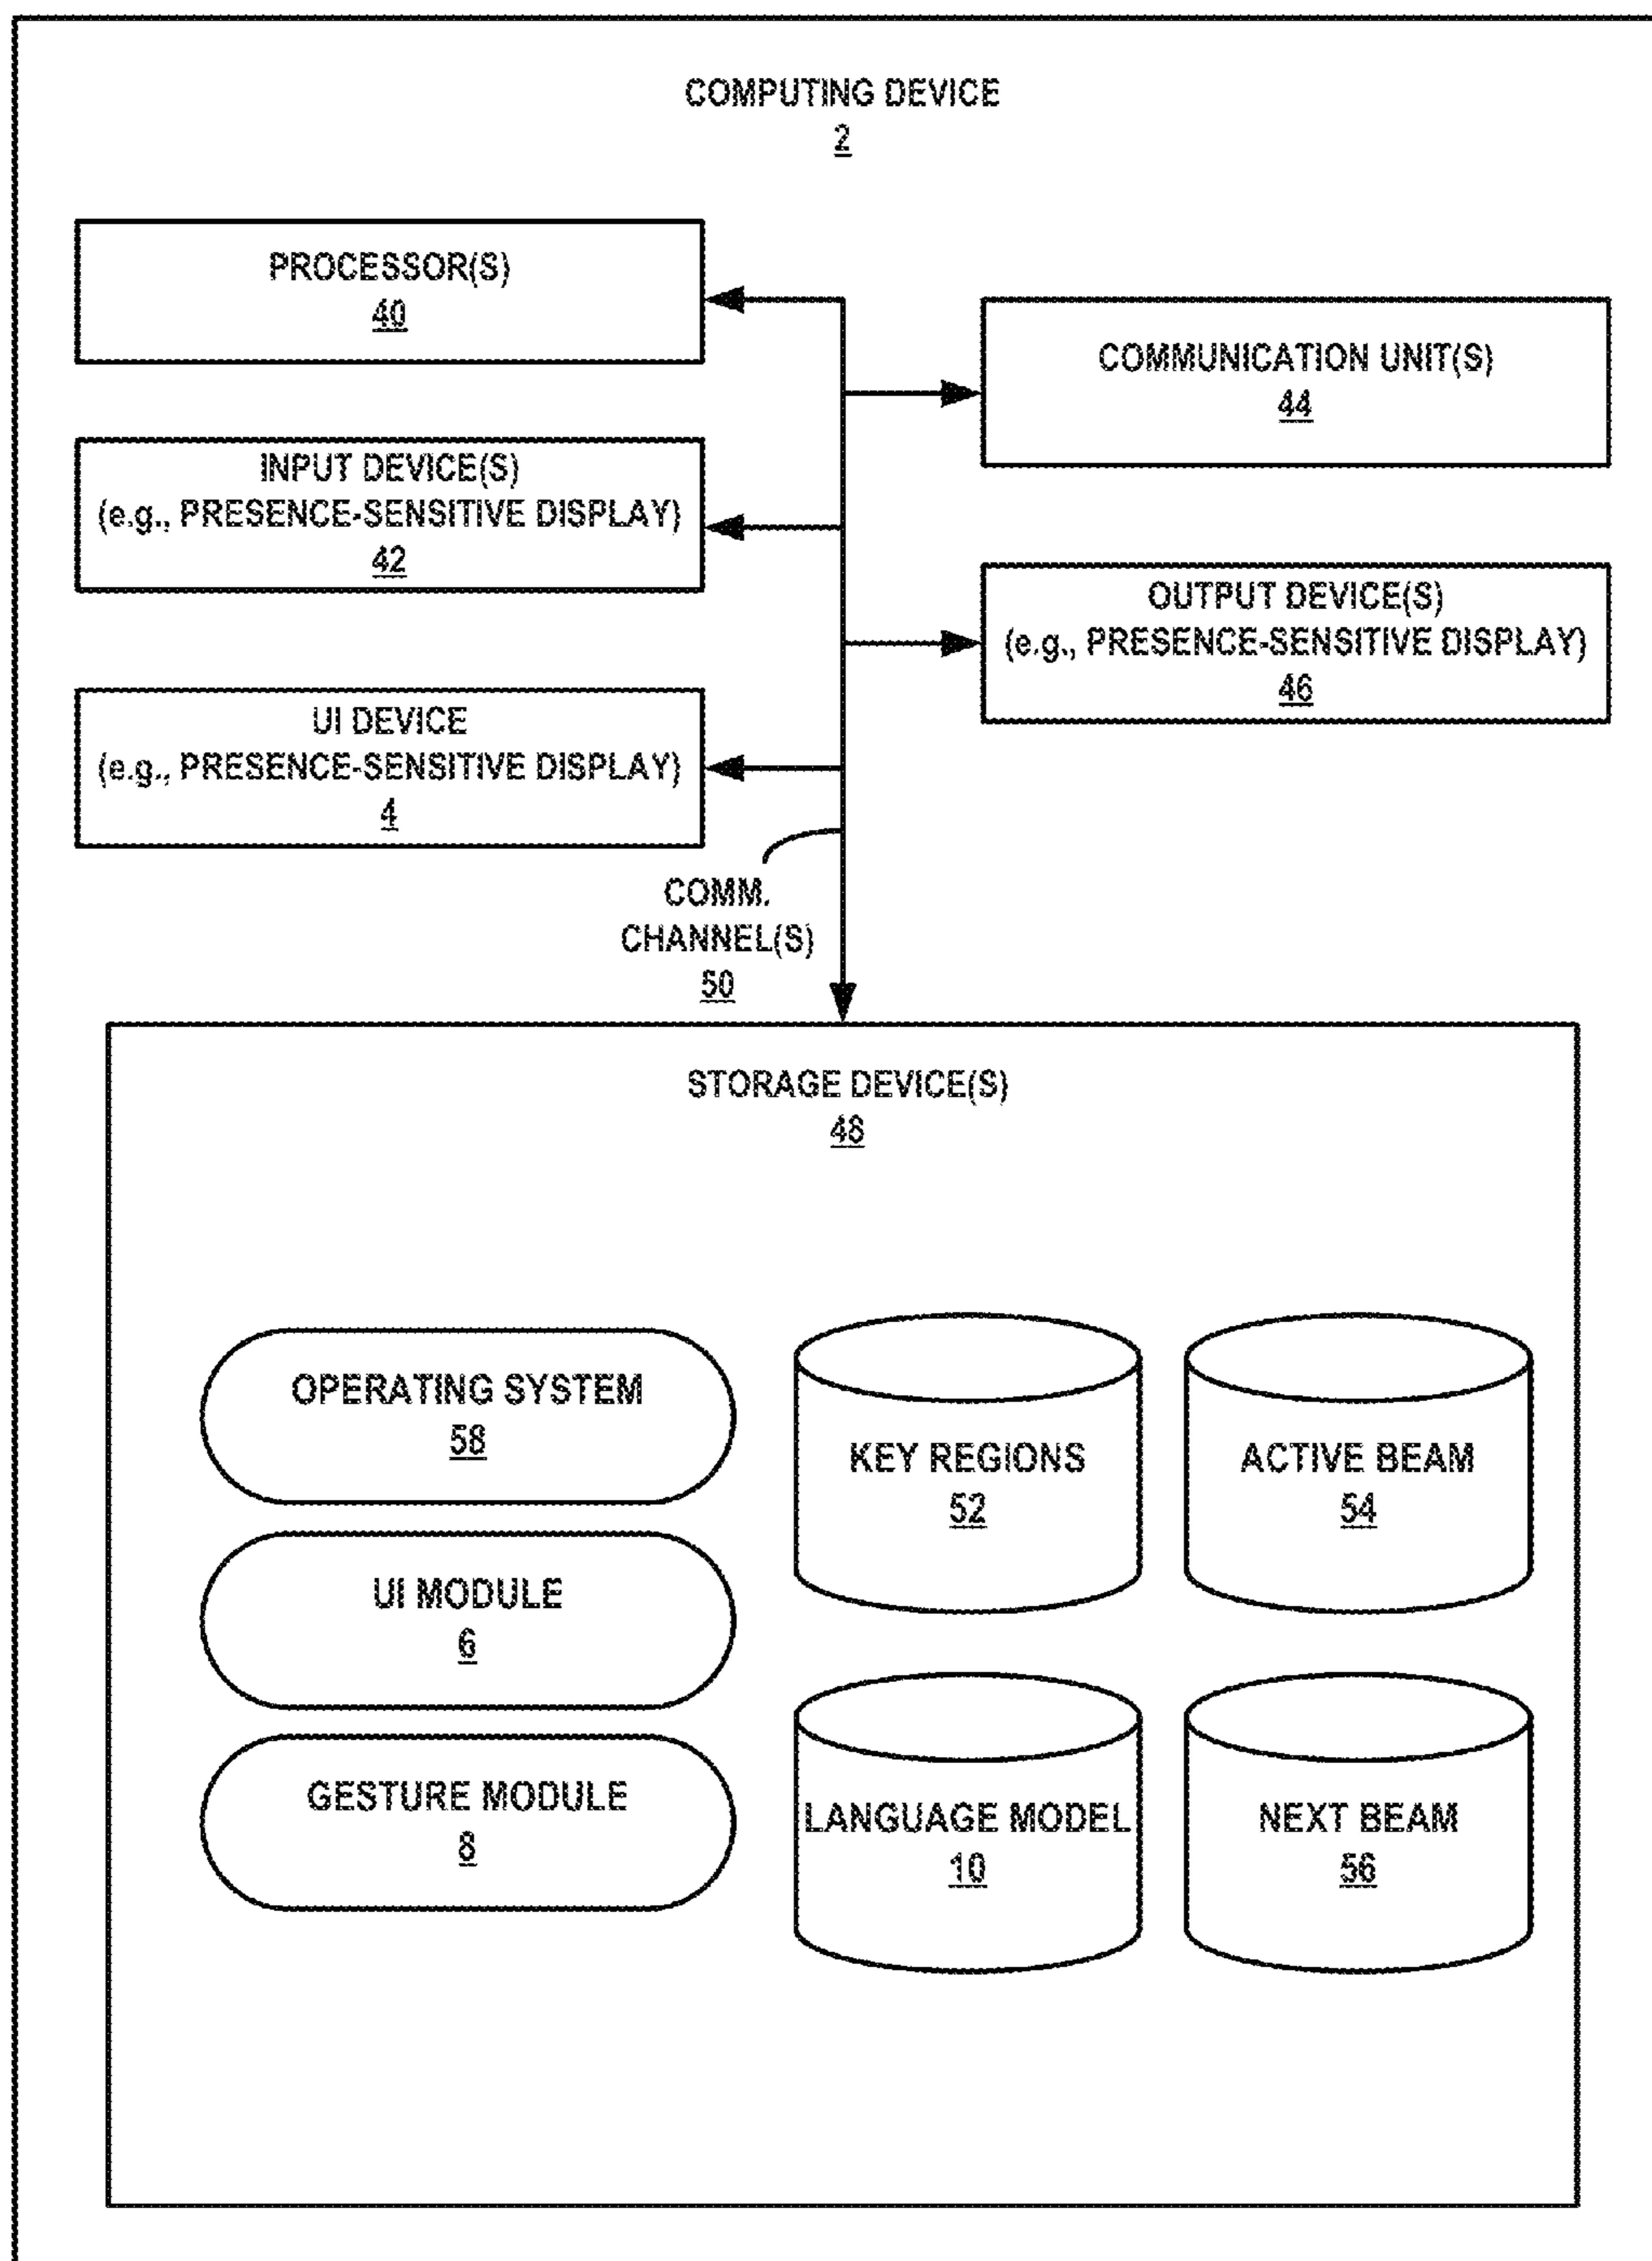 COMPUTING DEVICE
2
PROCESSOR(S)
40
COMMUNICATION UNIT(S)
44
INPUT DEVICE(S)
(e.g., PRESENCE-SENSITIVE DISPLAY)
42
OUTPUT DEVICE(S)
(e.g., PRESENCE-SENSITIVE DISPLAY)
46
UI DEVICE
(e.g., PRESENCE-SENSITIVE DISPLAY)
4
COMM.
CHANNEL(S)
50
STORAGE DEVICE(S)
48
OPERATING SYSTEM
58
KEY REGIONS
52
ACTIVE BEAM
54
UI MODULE
6
GESTURE MODULE
8
LANGUAGE MODEL
10
NEXT BEAM
56